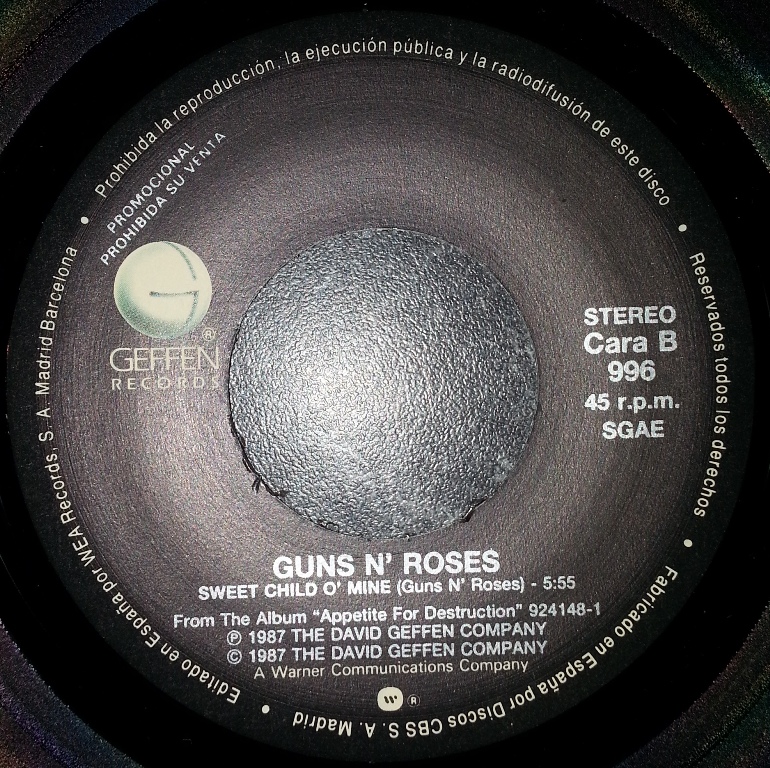 Prohibida la reproducción, la ejecución pública y la radiodifusión de este disco • Reservados todos los derechos • Fabricado en España por Discos CBS S. A. Madrid • Editado en España por WEA Records, S. A. Madrid Barcelona •
PROMOCIONAL
PROHIBIDA SU VENTA
G
®
GEFFEN
RECORDS
STEREO
Cara B
996
45 r.p.m.
SGAE
GUNS N' ROSES
SWEET CHILD O' MINE (Guns N' Roses) - 5:55
From The Album "Appetite For Destruction" 924148-1
℗ 1987 THE DAVID GEFFEN COMPANY
© 1987 THE DAVID GEFFEN COMPANY
A Warner Communications Company
®